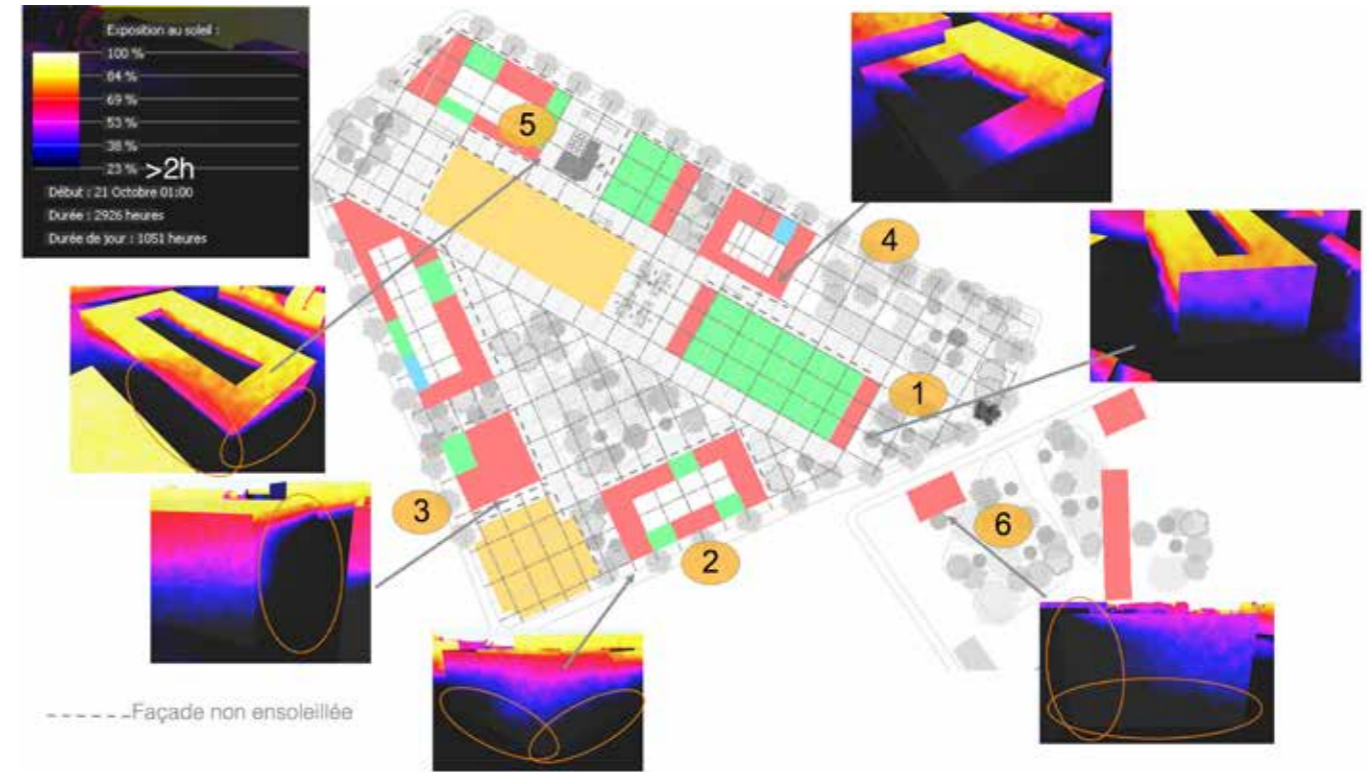 Exposition au soleil :
100 %
84 %
69 %
53 %
38 %
23 % >2h
Début : 21 Octobre 01:00
Durée : 2926 heures
Durée de jour : 1051 heures
5
4
1
3
2
6
Façade non ensoleillée